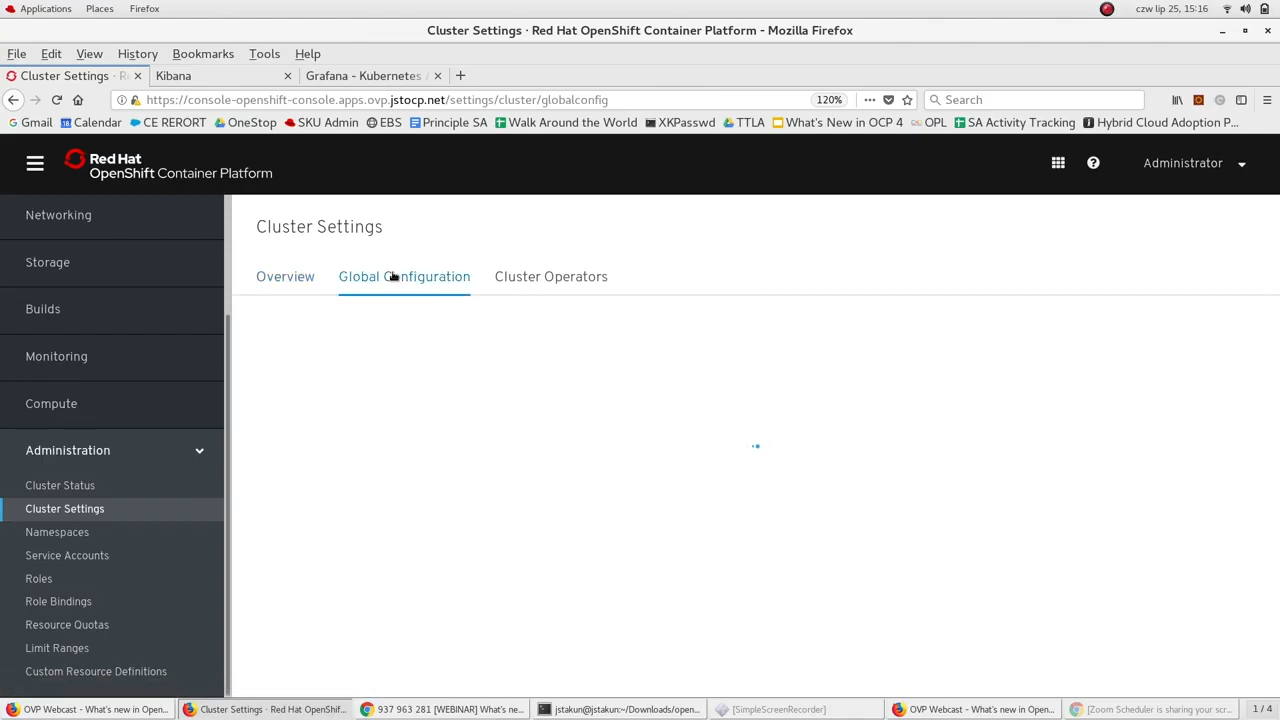 Applications Places Firefox czw lip 25, 15:16
Cluster Settings · Red Hat OpenShift Container Platform - Mozilla Firefox
File Edit View History Bookmarks Tools Help
Cluster Settings · R Kibana Grafana - Kubernetes /
https://console-openshift-console.apps.ovp.jstocp.net/settings/cluster/globalconfig 120% Search
Gmail Calendar CE RERORT OneStop SKU Admin EBS Principle SA Walk Around the World XKPasswd TTLA What's New in OCP 4 OPL SA Activity Tracking Hybrid Cloud Adoption P...
Red Hat
OpenShift Container Platform
Administrator
Networking
Storage
Builds
Monitoring
Compute
Administration
Cluster Status
Cluster Settings
Namespaces
Service Accounts
Roles
Role Bindings
Resource Quotas
Limit Ranges
Custom Resource Definitions
Cluster Settings
Overview Global Configuration Cluster Operators
OVP Webcast - What's new in Open... Cluster Settings · Red Hat OpenShif... 937 963 281 [WEBINAR] What's ne... jstakun@jstakun:~/Downloads/open... [SimpleScreenRecorder] OVP Webcast - What's new in Open... [Zoom Scheduler is sharing your scr... 1 / 4